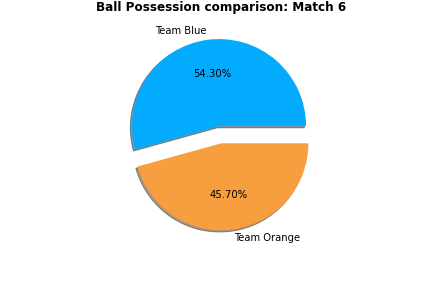 Ball Possession comparison: Match 6
Team Blue
54.30%
45.70%
Team Orange